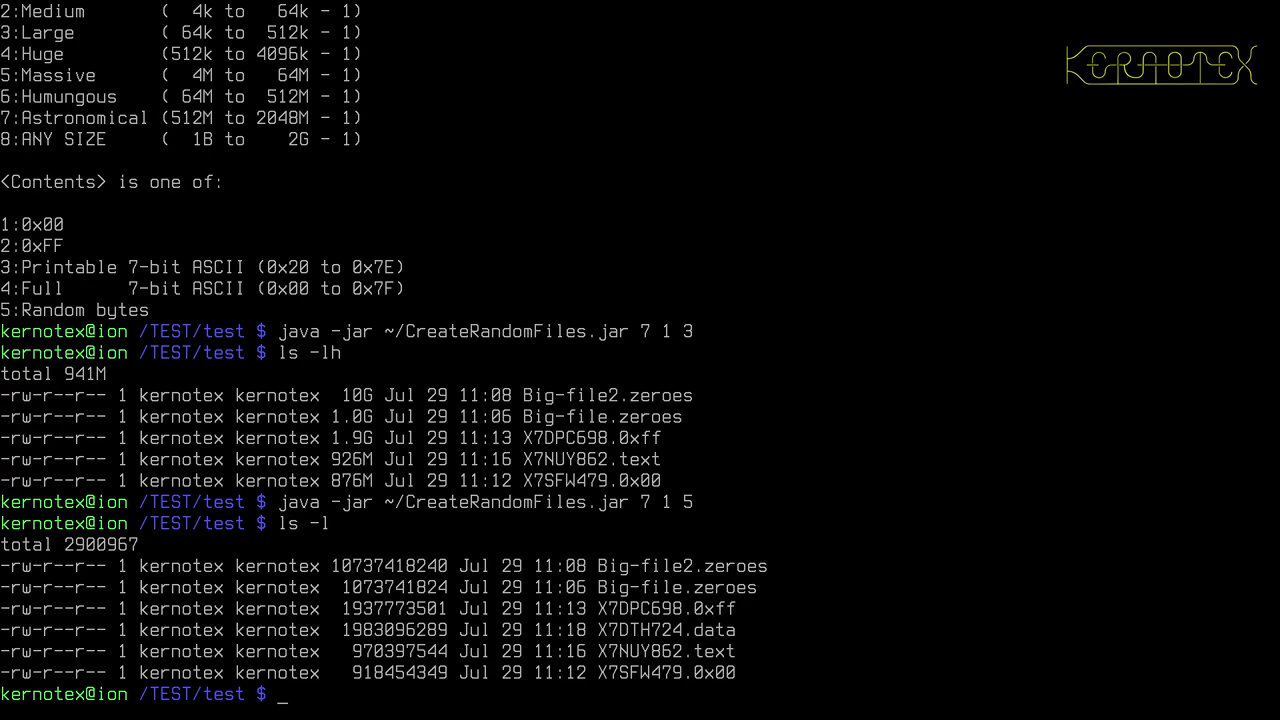 2:Medium       (  4k to   64k - 1)
KERNOTEX
3:Large        ( 64k to  512k - 1)
4:Huge         (512k to 4096k - 1)
5:Massive      (  4M to   64M - 1)
6:Humungous    ( 64M to  512M - 1)
7:Astronomical (512M to 2048M - 1)
8:ANY SIZE     (  1B to    2G - 1)
<Contents> is one of:
1:0x00
2:0xFF
3:Printable 7-bit ASCII (0x20 to 0x7E)
4:Full      7-bit ASCII (0x00 to 0x7F)
5:Random bytes
kernotex@ion /TEST/test $ java -jar ~/CreateRandomFiles.jar 7 1 3
kernotex@ion /TEST/test $ ls -lh
total 941M
-rw-r--r-- 1 kernotex kernotex  10G Jul 29 11:08 Big-file2.zeroes
-rw-r--r-- 1 kernotex kernotex 1.0G Jul 29 11:06 Big-file.zeroes
-rw-r--r-- 1 kernotex kernotex 1.9G Jul 29 11:13 X7DPC698.0xff
-rw-r--r-- 1 kernotex kernotex 926M Jul 29 11:16 X7NUY862.text
-rw-r--r-- 1 kernotex kernotex 876M Jul 29 11:12 X7SFW479.0x00
kernotex@ion /TEST/test $ java -jar ~/CreateRandomFiles.jar 7 1 5
kernotex@ion /TEST/test $ ls -l
total 2900967
-rw-r--r-- 1 kernotex kernotex 10737418240 Jul 29 11:08 Big-file2.zeroes
-rw-r--r-- 1 kernotex kernotex  1073741824 Jul 29 11:06 Big-file.zeroes
-rw-r--r-- 1 kernotex kernotex  1937773501 Jul 29 11:13 X7DPC698.0xff
-rw-r--r-- 1 kernotex kernotex  1983096289 Jul 29 11:18 X7DTH724.data
-rw-r--r-- 1 kernotex kernotex   970397544 Jul 29 11:16 X7NUY862.text
-rw-r--r-- 1 kernotex kernotex   918454349 Jul 29 11:12 X7SFW479.0x00
kernotex@ion /TEST/test $ _